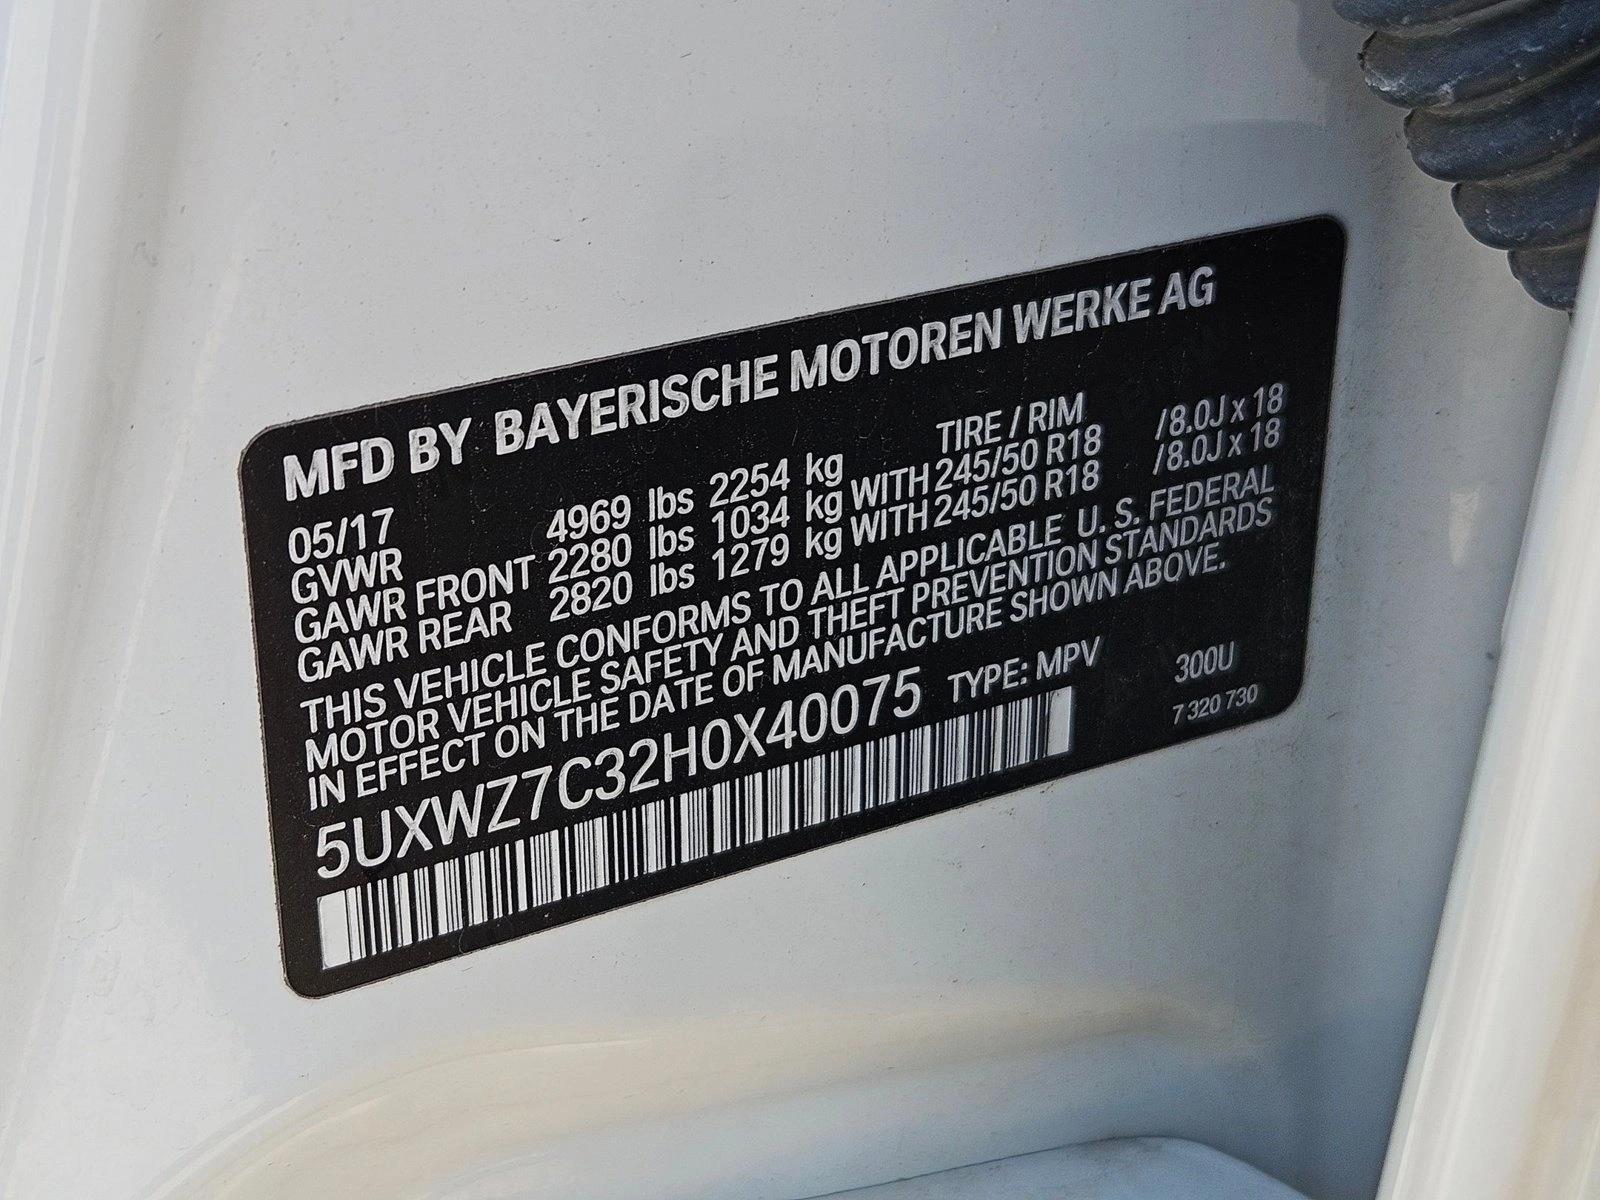 MFD BY BAYERISCHE MOTOREN WERKE AG
05/17 TIRE / RIM
GVWR 4969 lbs 2254 kg
GAWR FRONT 2280 lbs 1034 kg WITH 245/50 R18 /8.0J x 18
GAWR REAR 2820 lbs 1279 kg WITH 245/50 R18 /8.0J x 18
THIS VEHICLE CONFORMS TO ALL APPLICABLE U. S. FEDERAL
MOTOR VEHICLE SAFETY AND THEFT PREVENTION STANDARDS
IN EFFECT ON THE DATE OF MANUFACTURE SHOWN ABOVE.
5UXWZ7C32H0X40075 TYPE: MPV 300U
7 320 730